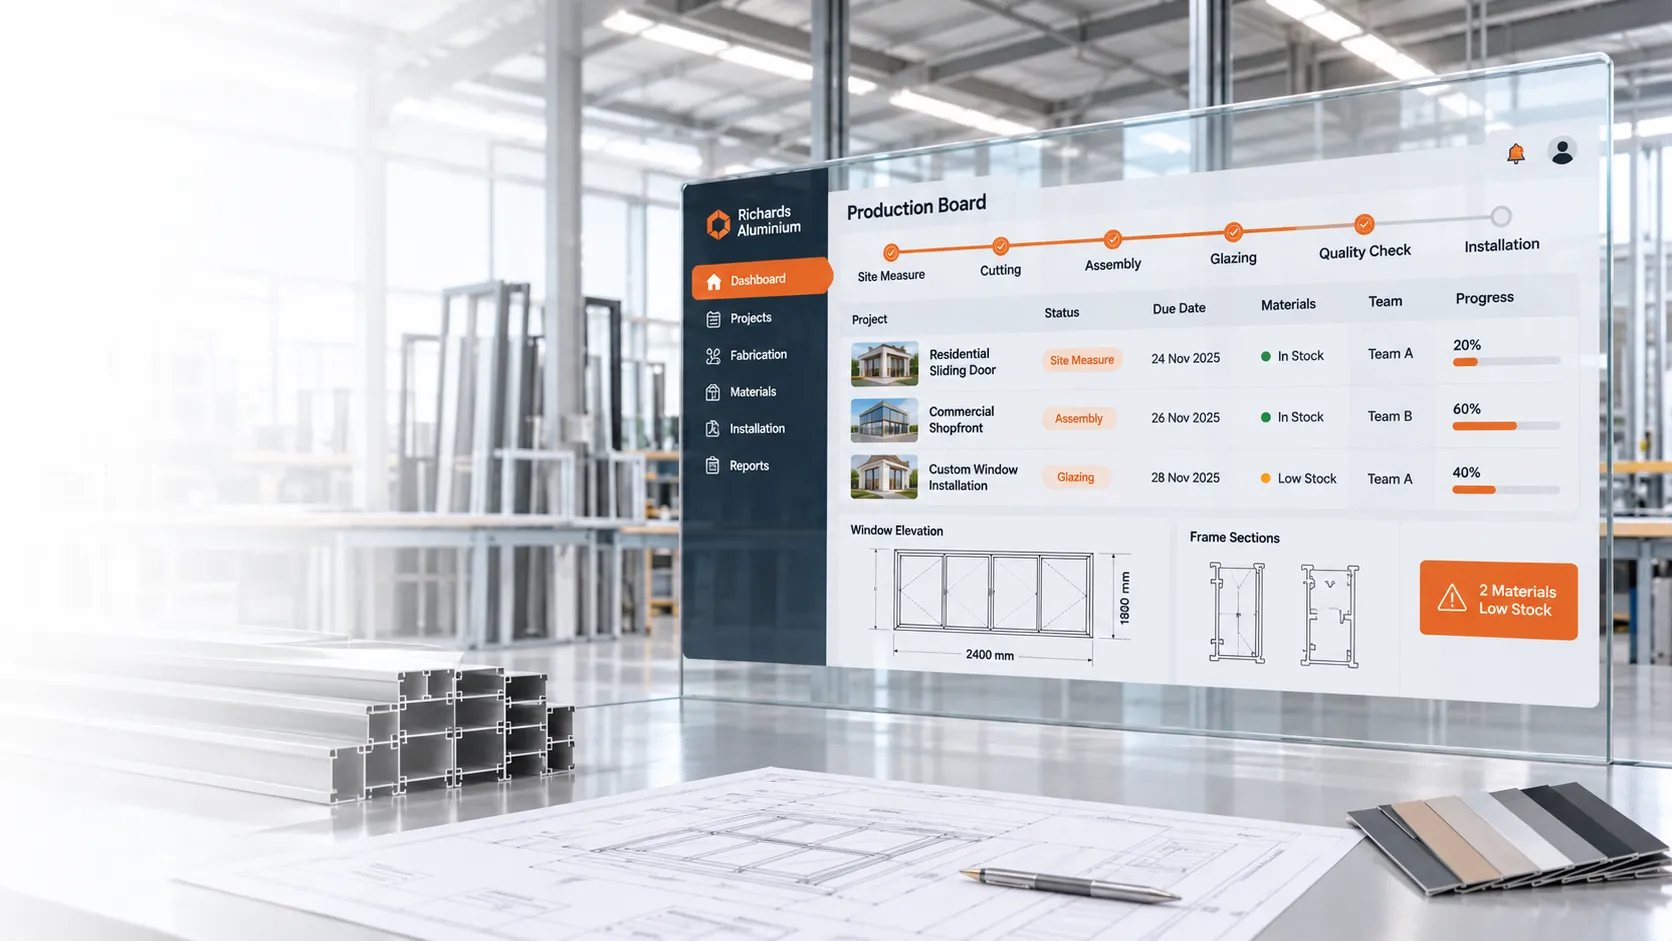 Richards
Aluminium
Dashboard
Projects
Fabrication
Materials
Installation
Reports
Production Board
Site Measure
Cutting
Assembly
Glazing
Quality Check
Installation
Project
Status
Due Date
Materials
Team
Progress
Residential
Sliding Door
Site Measure
24 Nov 2025
In Stock
Team A
20%
Commercial
Shopfront
Assembly
26 Nov 2025
In Stock
Team B
60%
Custom Window
Installation
Glazing
28 Nov 2025
Low Stock
Team A
40%
Window Elevation
1800 mm
2400 mm
Frame Sections
2 Materials
Low Stock